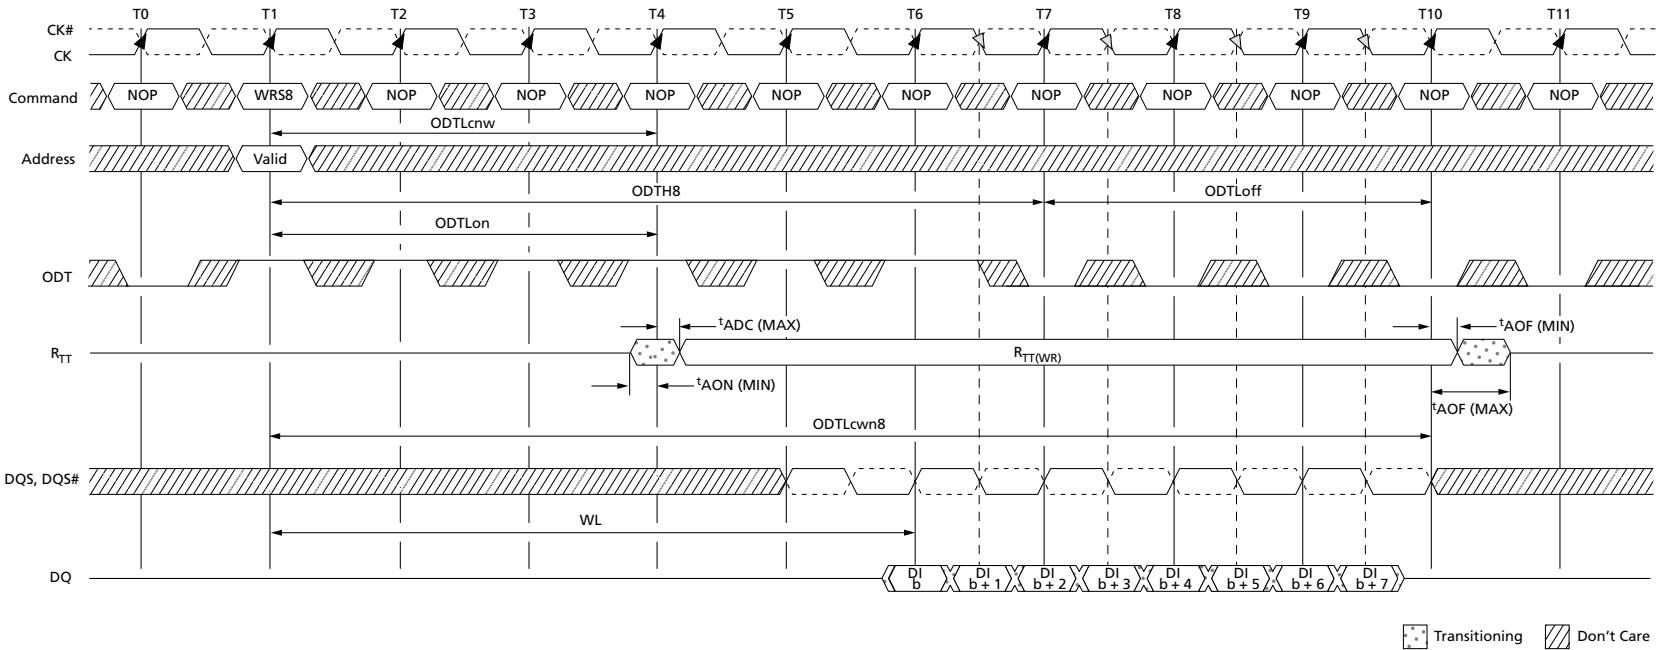 T0 T1 T2 T3 T4 T5 T6 T7 T8 T9 T10 T11
CK#
CK
Command NOP WRS8 NOP NOP NOP NOP NOP NOP NOP NOP NOP NOP
ODTLcnw
Address Valid
ODTH8 ODTLoff
ODTLon
ODT
tADC (MAX) tAOF (MIN)
RTT RTT(WR)
tAON (MIN)
tAOF (MAX)
ODTLcwn8
DQS, DQS#
WL
DQ DI b DI b + 1 DI b + 2 DI b + 3 DI b + 4 DI b + 5 DI b + 6 DI b + 7
Transitioning Don't Care